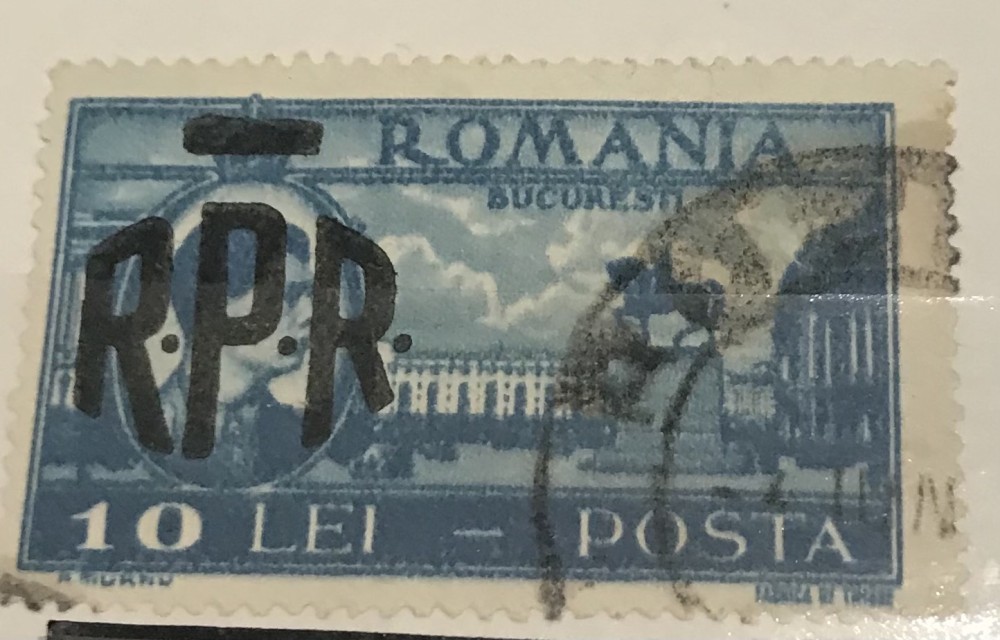 ROMANIA
BUCURESTI
R.P.R.
10 LEI - POSTA